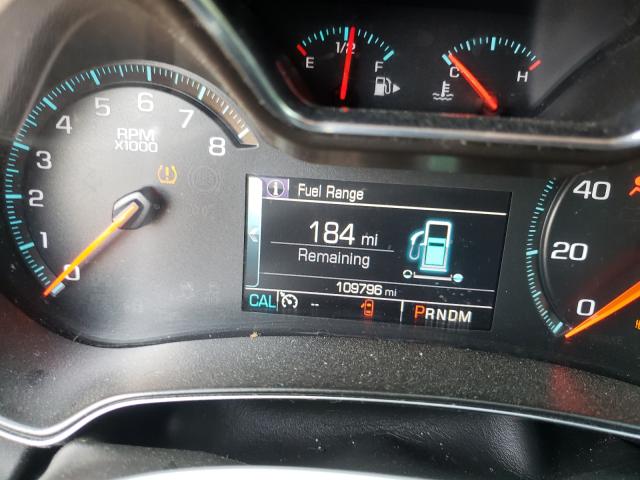 1/2
E
F
C
H
4
5
6
7
8
3
2
1
0
RPM
X1000
i Fuel Range
184 mi
Remaining
109796 mi
CAL -- PRNDM
40
20
0